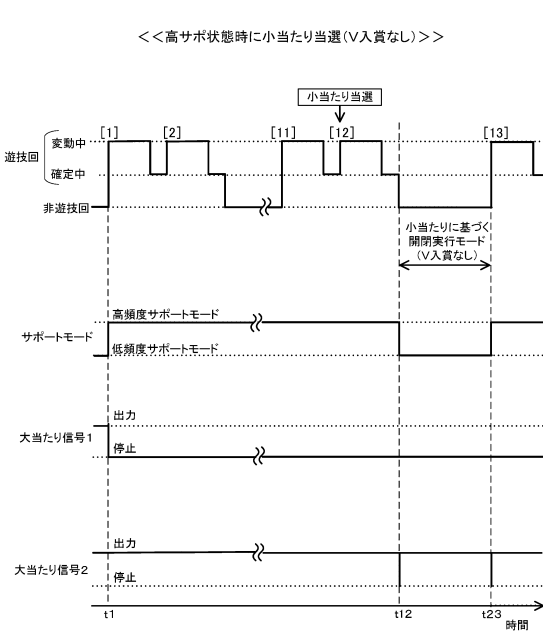 <<高サポ状態時に小当たり当選(V入賞なし)>>
小当たり当選
[1] [2] [11] [12] [13]
遊技回
変動中
確定中
非遊技回
小当たりに基づく
開閉実行モード
(V入賞なし)
サポートモード
高頻度サポートモード
低頻度サポートモード
大当たり信号1
出力
停止
大当たり信号2
出力
停止
t1 t12 t23
時間